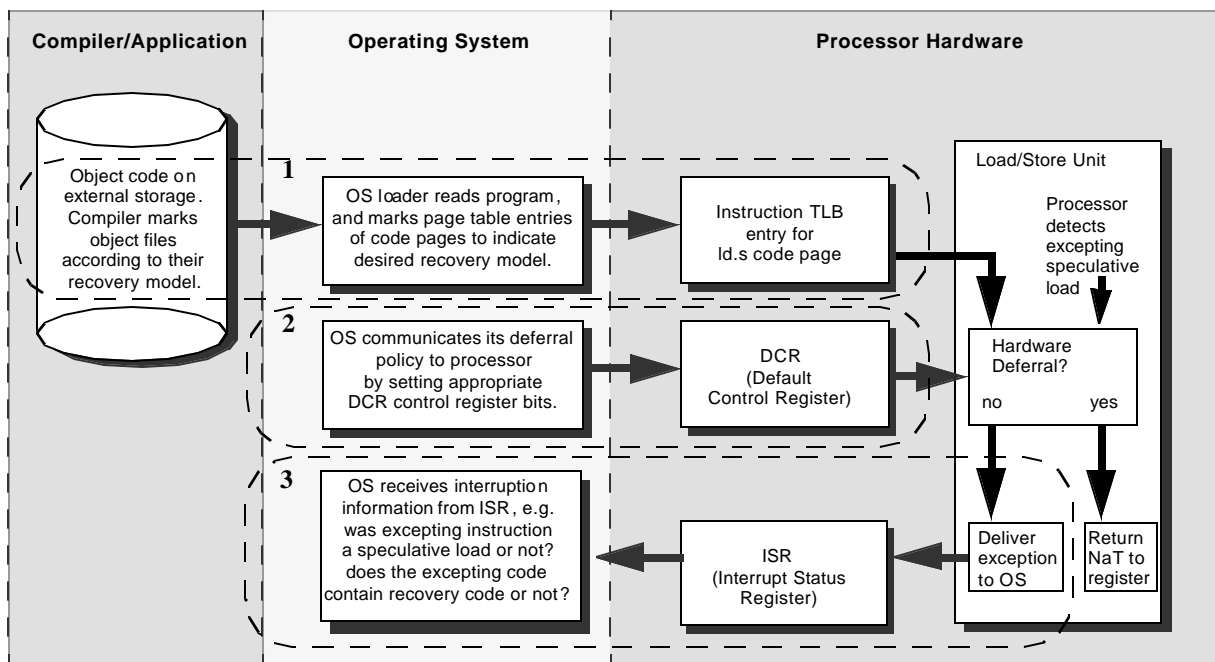 Compiler/Application
Operating System
Processor Hardware
Object code on
external storage.
Compiler marks
object files
according to their
recovery model.
1
OS loader reads program,
and marks page table entries
of code pages to indicate
desired recovery model.
Instruction TLB
entry for
ld.s code page
Load/Store Unit
Processor
detects
excepting
speculative
load
2
OS communicates its deferral
policy to processor
by setting appropriate
DCR control register bits.
DCR
(Default
Control Register)
Hardware
Deferral?
no yes
3
OS receives interruption
information from ISR, e.g.
was excepting instruction
a speculative load or not?
does the excepting code
contain recovery code or not?
ISR
(Interrupt Status
Register)
Deliver
exception
to OS
Return
NaT to
register